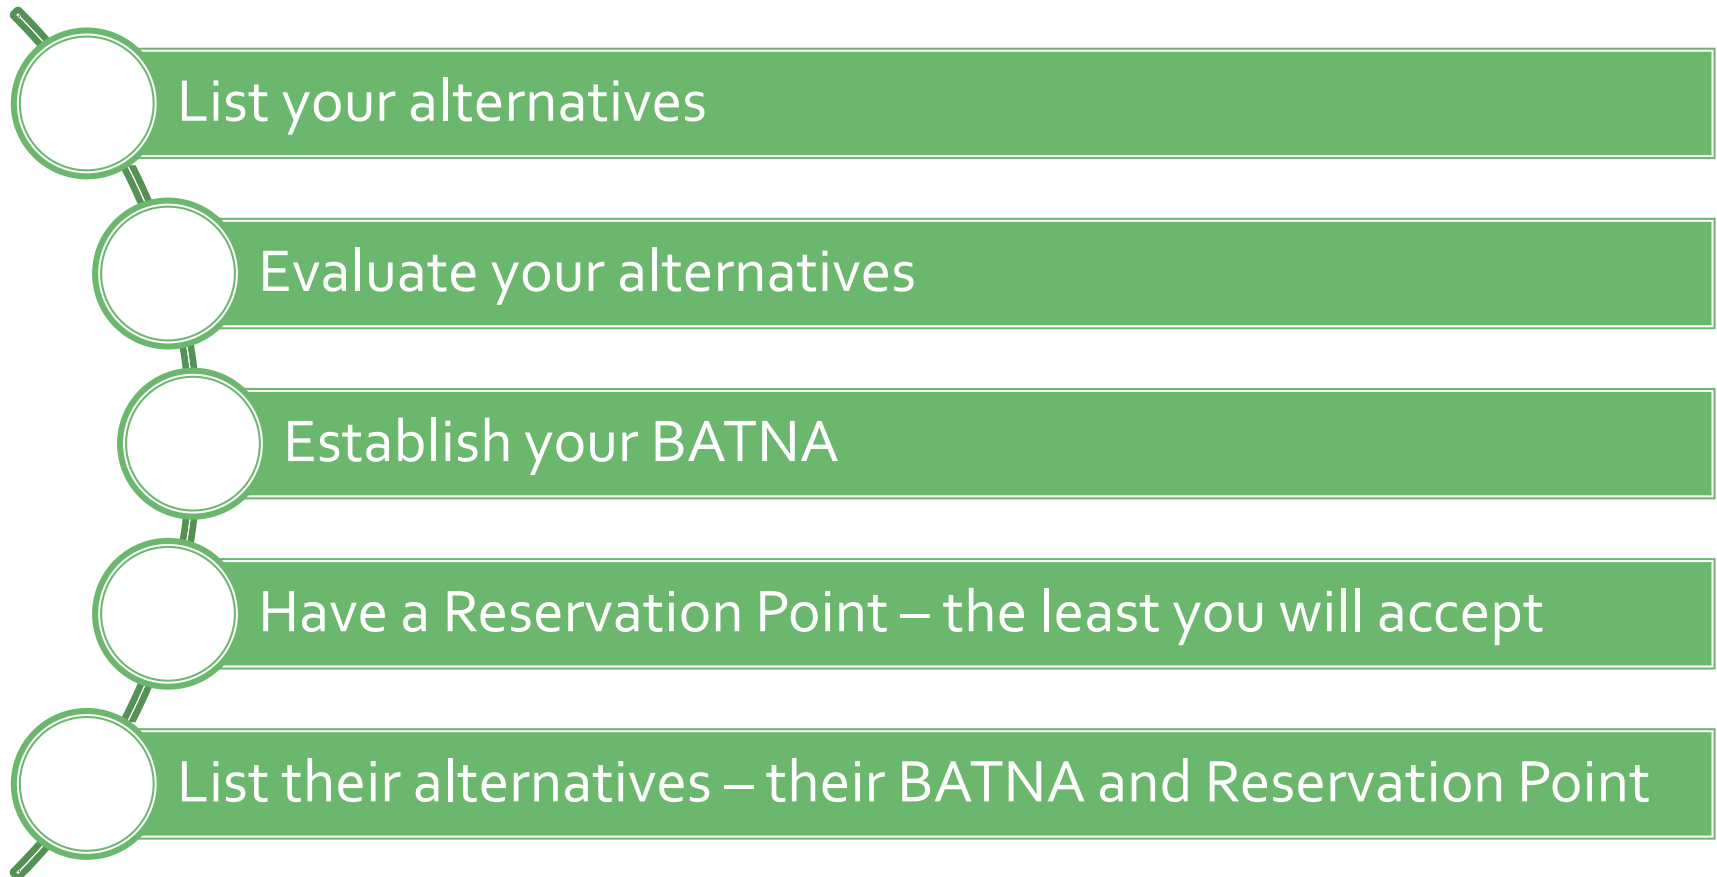 List your alternatives
Evaluate your alternatives
Establish your BATNA
Have a Reservation Point – the least you will accept
List their alternatives – their BATNA and Reservation Point